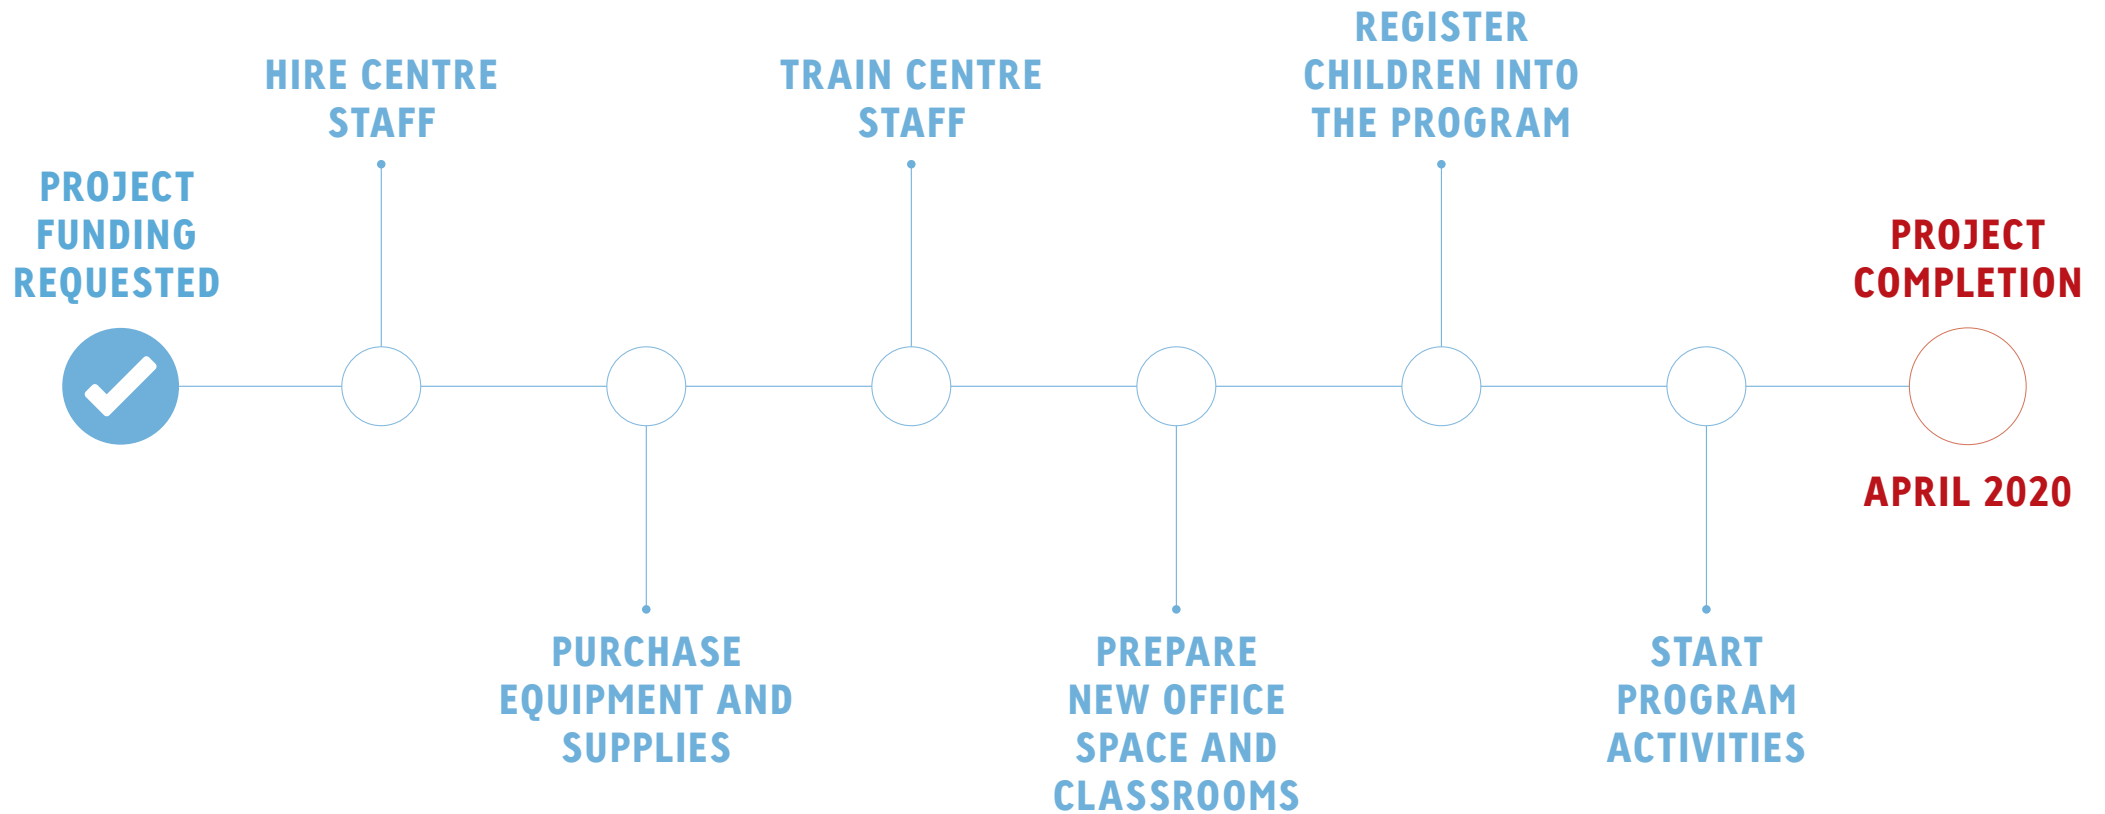 PROJECT
FUNDING
REQUESTED
HIRE CENTRE
STAFF
PURCHASE
EQUIPMENT AND
SUPPLIES
TRAIN CENTRE
STAFF
PREPARE
NEW OFFICE
SPACE AND
CLASSROOMS
REGISTER
CHILDREN INTO
THE PROGRAM
START
PROGRAM
ACTIVITIES
PROJECT
COMPLETION
APRIL 2020